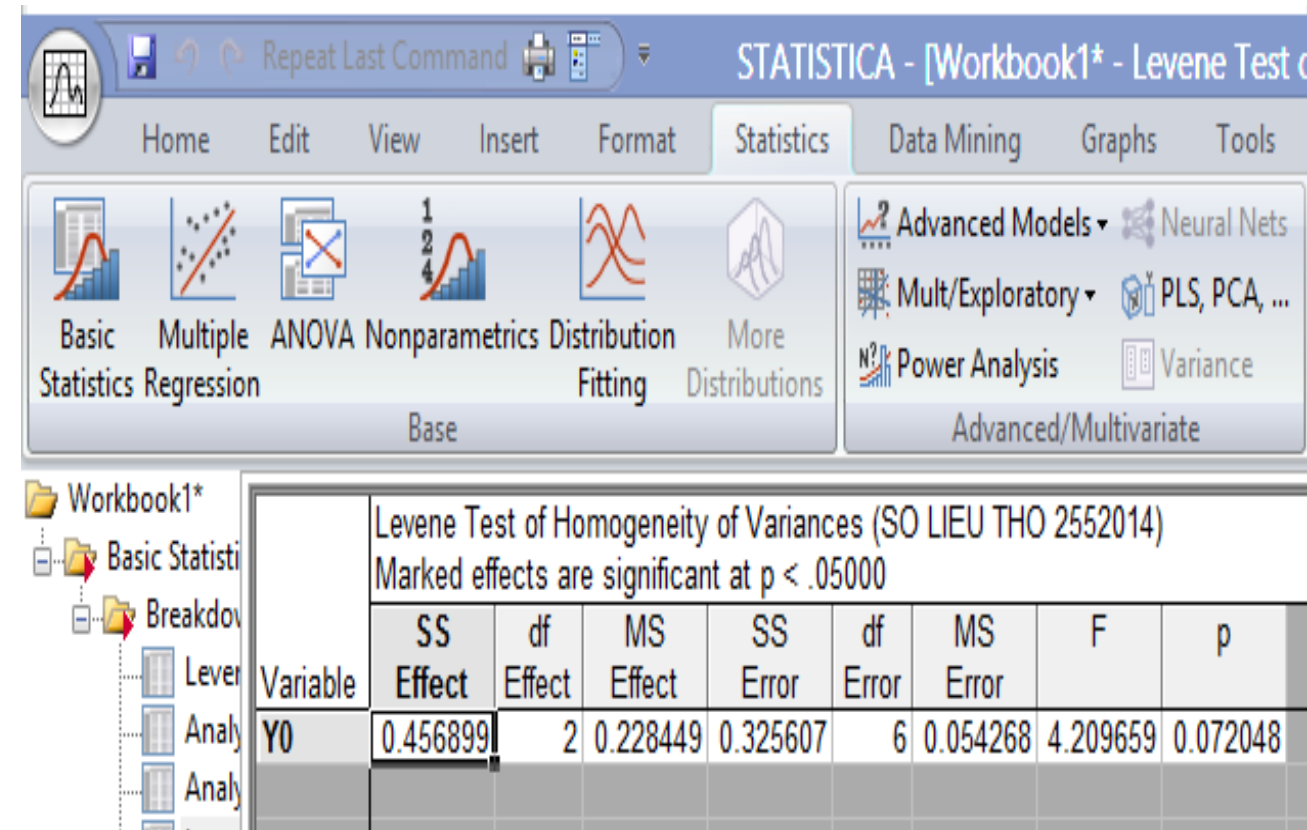 Repeat Last Command
STATISTICA - [Workbook1* - Levene Test
Home Edit View Insert Format Statistics Data Mining Graphs Tools
Basic Statistics
Multiple Regression
ANOVA
Nonparametrics
Distribution Fitting
More Distributions
Base
Advanced Models
Neural Nets
Mult/Exploratory
PLS, PCA, ...
Power Analysis
Variance
Advanced/Multivariate
Workbook1*
Basic Statisti
Breakdov
Lever
Analy
Analy
Levene Test of Homogeneity of Variances (SO LIEU THO 2552014)
Marked effects are significant at p < .05000
Variable SS Effect df Effect MS Effect SS Error df Error MS Error F p
Y0 0.456899 2 0.228449 0.325607 6 0.054268 4.209659 0.072048